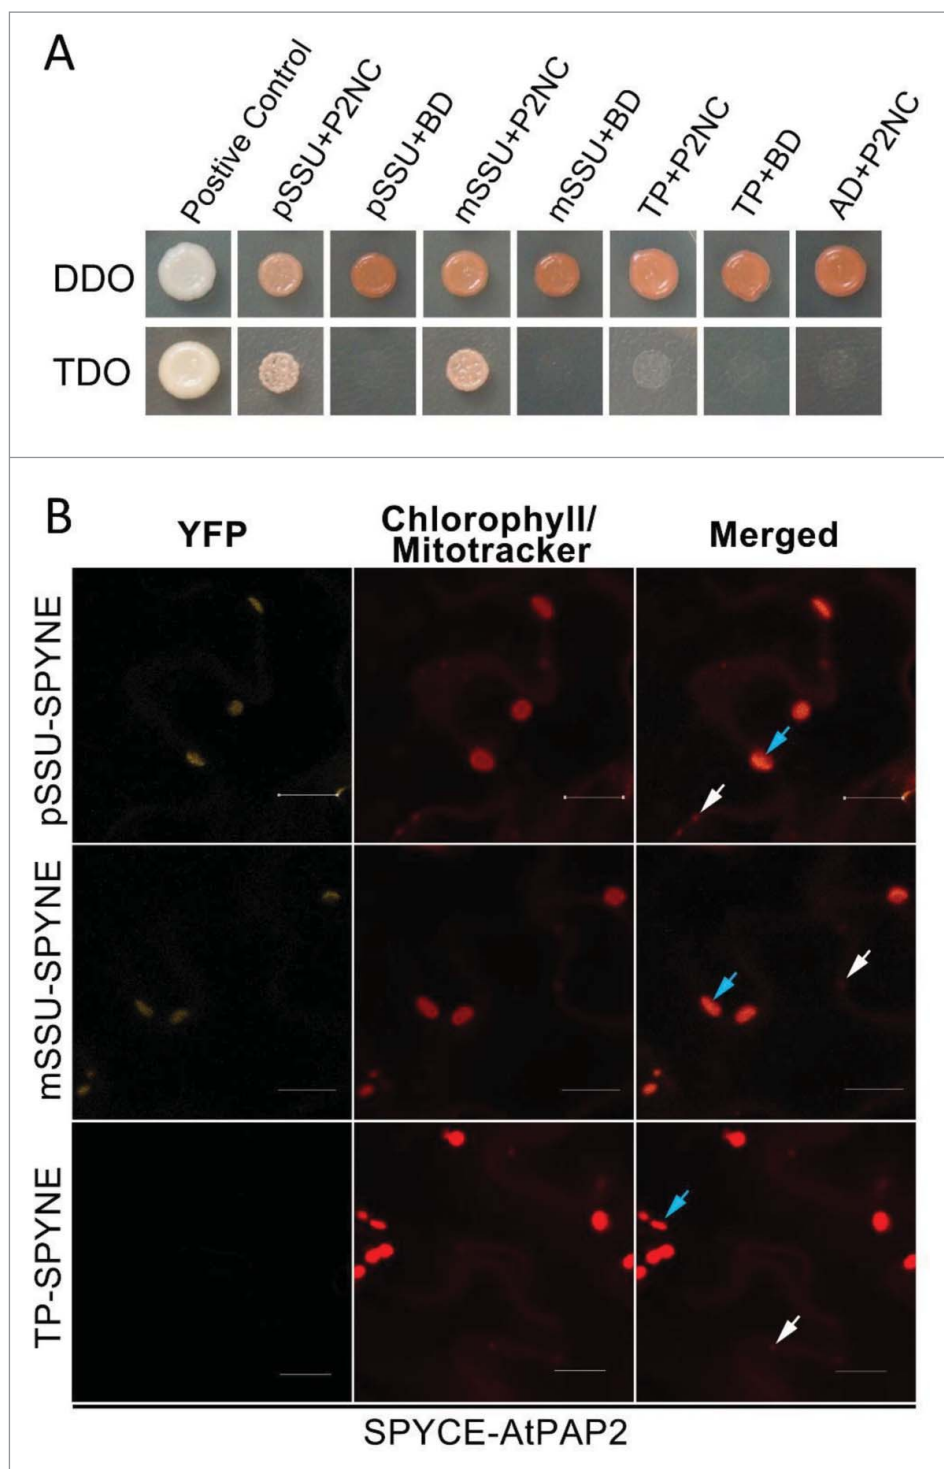 A
Postive Control
pSSU+P2NC
pSSU+BD
mSSU+P2NC
mSSU+BD
TP+P2NC
TP+BD
AD+P2NC
DDO
TDO
B
YFP
Chlorophyll/
Mitotracker
Merged
pSSU-SPYNE
mSSU-SPYNE
TP-SPYNE
SPYCE-AtPAP2